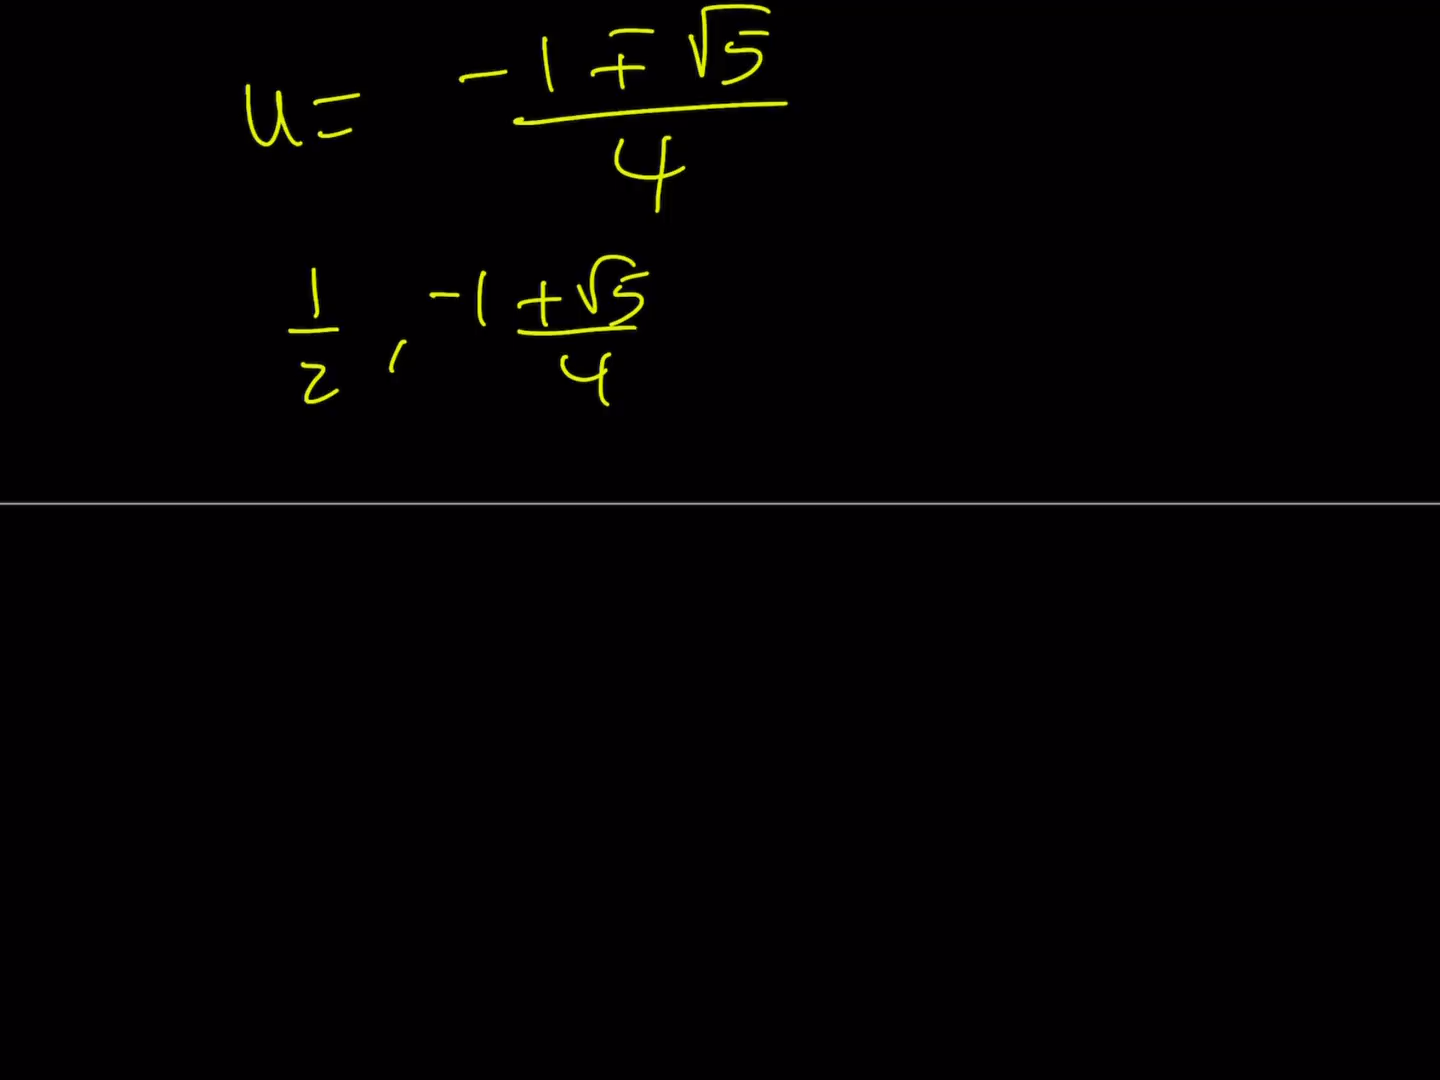 u = (-1 ∓ √5)/4
1/2 , (-1 + √5)/4